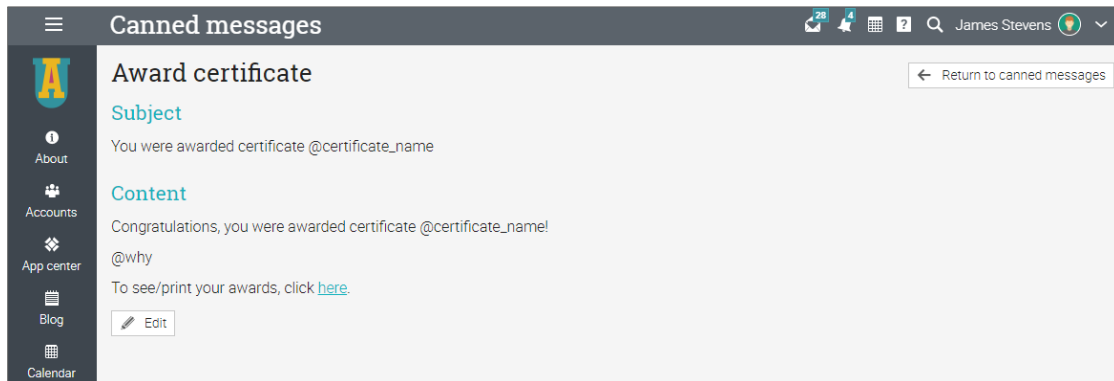 Canned messages
28
4
?
James Stevens
A
Award certificate
Return to canned messages
Subject
You were awarded certificate @certificate_name
About
Content
Accounts
Congratulations, you were awarded certificate @certificate_name!
@why
App center
To see/print your awards, click here.
Blog
Edit
Calendar